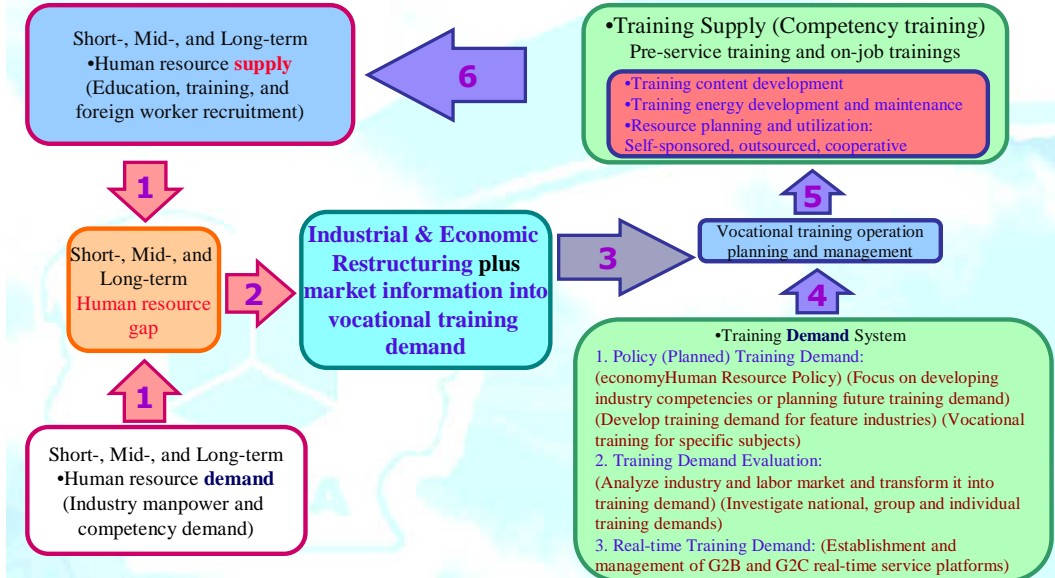 Short-, Mid-, and Long-term
•Human resource supply
(Education, training, and
foreign worker recruitment)
6
•Training Supply (Competency training)
Pre-service training and on-job trainings
•Training content development
•Training energy development and maintenance
•Resource planning and utilization:
Self-sponsored, outsourced, cooperative
1
5
Short-, Mid-, and
Long-term
Human resource
gap
2
Industrial & Economic
Restructuring plus
market information into
vocational training
demand
3
Vocational training operation
planning and management
4
1
Short-, Mid-, and Long-term
•Human resource demand
(Industry manpower and
competency demand)
•Training Demand System
1. Policy (Planned) Training Demand:
(economyHuman Resource Policy) (Focus on developing
industry competencies or planning future training demand)
(Develop training demand for feature industries) (Vocational
training for specific subjects)
2. Training Demand Evaluation:
(Analyze industry and labor market and transform it into
training demand) (Investigate national, group and individual
training demands)
3. Real-time Training Demand: (Establishment and
management of G2B and G2C real-time service platforms)